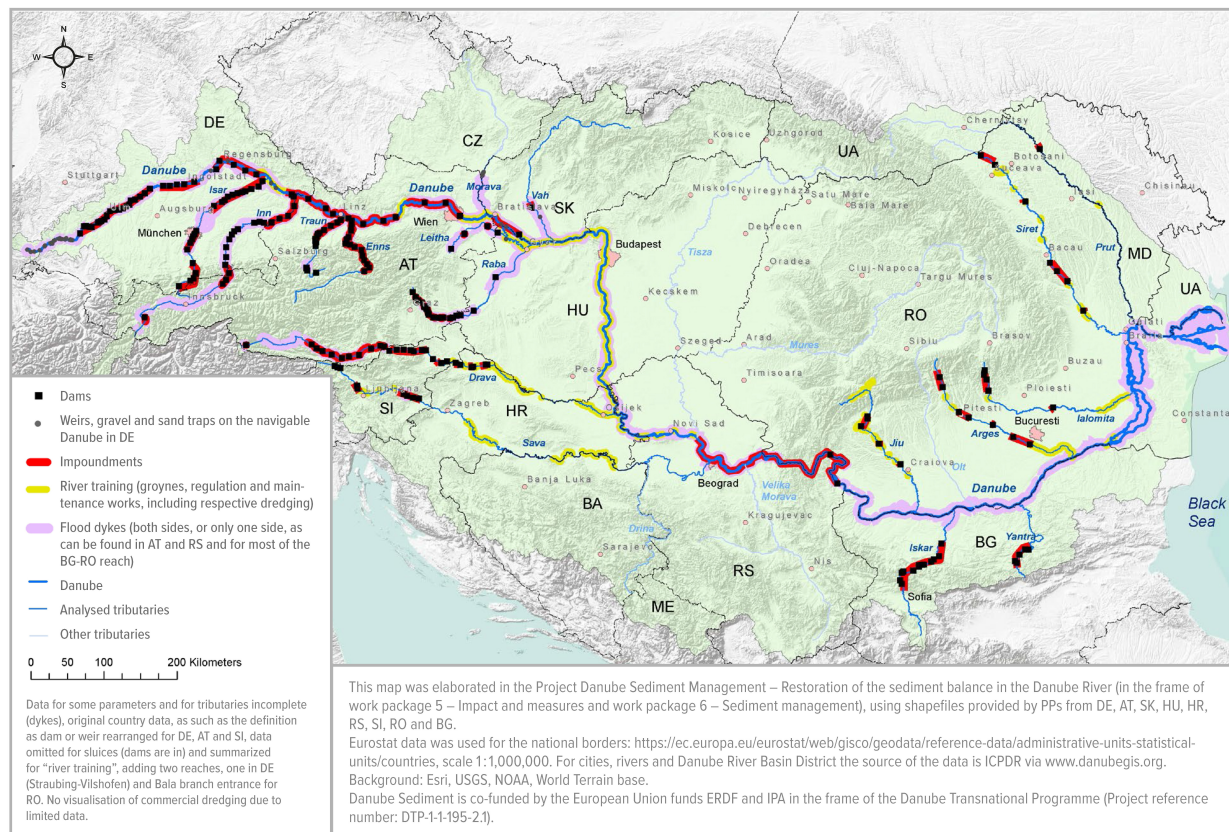 N
W E
S
DE
CZ
UA
SK
AT
HU
MD
UA
RO
SI
HR
BA
RS
ME
BG
Stuttgart
Danube
Regensburg
Ingolstadt
Isar
Augsburg
München
Inn
Traun
Linz
Salzburg
Enns
Innsbruck
Danube
Wien
Morava
Bratislava
Leitha
Raba
Vah
Graz
Budapest
Kosice
Uzhgorod
Chernovtsy
Miskolc
Nyiregyháza
Satu Mare
Baia Mare
Debrecen
Tisza
Oradea
Kecskem
Cluj-Napoca
Targu Mures
Suceava
Botosani
Iasi
Chisinau
Siret
Bacau
Prut
Szeged
Arad
Mures
Timisoara
Sibiu
Brasov
Galati
Braila
Buzau
Ploiesti
Pitesti
Bucuresti
Ialomita
Arges
Constanta
Jiu
Craiova
Olt
Danube
Black
Sea
Pecs
Drava
Osijek
Novi Sad
Ljubljana
Zagreb
Sava
Banja Luka
Beograd
Velika
Morava
Kragujevac
Drina
Sarajevo
Nis
Iskar
Yantra
Sofia
Dams
Weirs, gravel and sand traps on the navigable
Danube in DE
Impoundments
River training (groynes, regulation and main-
tenance works, including respective dredging)
Flood dykes (both sides, or only one side, as
can be found in AT and RS and for most of the
BG-RO reach)
Danube
Analysed tributaries
Other tributaries
0 50 100 200 Kilometers
Data for some parameters and for tributaries incomplete
(dykes), original country data, as such as the definition
as dam or weir rearranged for DE, AT and SI, data
omitted for sluices (dams are in) and summarized
for “river training”, adding two reaches, one in DE
(Straubing-Vilshofen) and Bala branch entrance for
RO. No visualisation of commercial dredging due to
limited data.
This map was elaborated in the Project Danube Sediment Management – Restoration of the sediment balance in the Danube River (in the frame of
work package 5 – Impact and measures and work package 6 – Sediment management), using shapefiles provided by PPs from DE, AT, SK, HU, HR,
RS, SI, RO and BG.
Eurostat data was used for the national borders: https://ec.europa.eu/eurostat/web/gisco/geodata/reference-data/administrative-units-statistical-
units/countries, scale 1:1,000,000. For cities, rivers and Danube River Basin District the source of the data is ICPDR via www.danubegis.org.
Background: Esri, USGS, NOAA, World Terrain base.
Danube Sediment is co-funded by the European Union funds ERDF and IPA in the frame of the Danube Transnational Programme (Project reference
number: DTP-1-1-195-2.1).